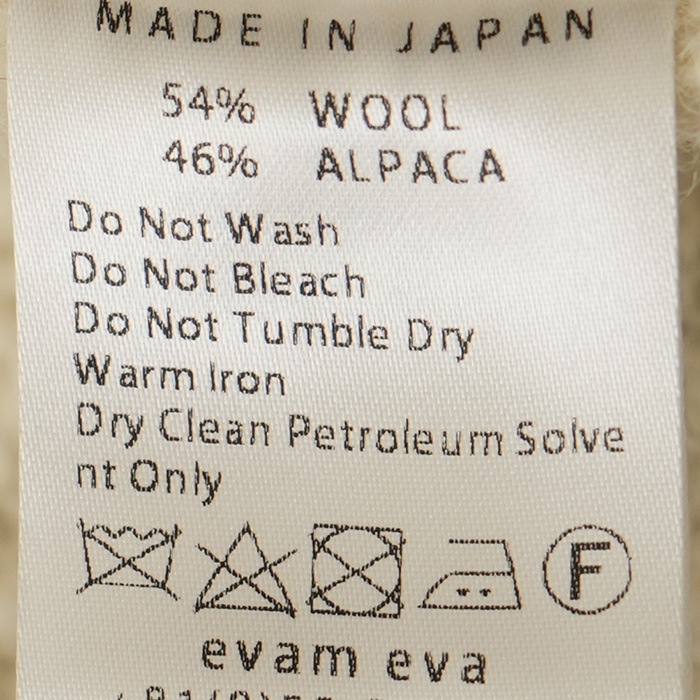 MADE IN JAPAN
54% WOOL
46% ALPACA
Do Not Wash
Do Not Bleach
Do Not Tumble Dry
Warm Iron
Dry Clean Petroleum Solve
nt Only
F
evam eva